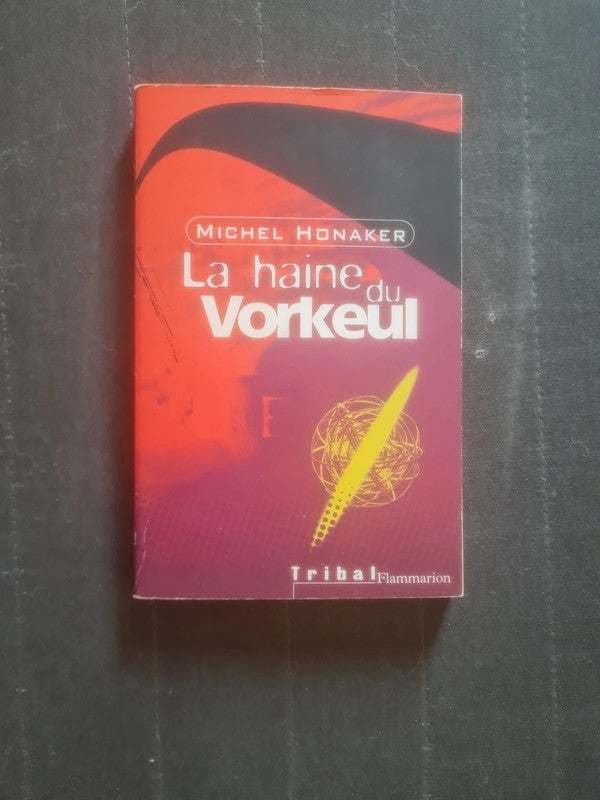 MICHEL HONAKER
La haine
du
Vorkeul
Tribal Flammarion